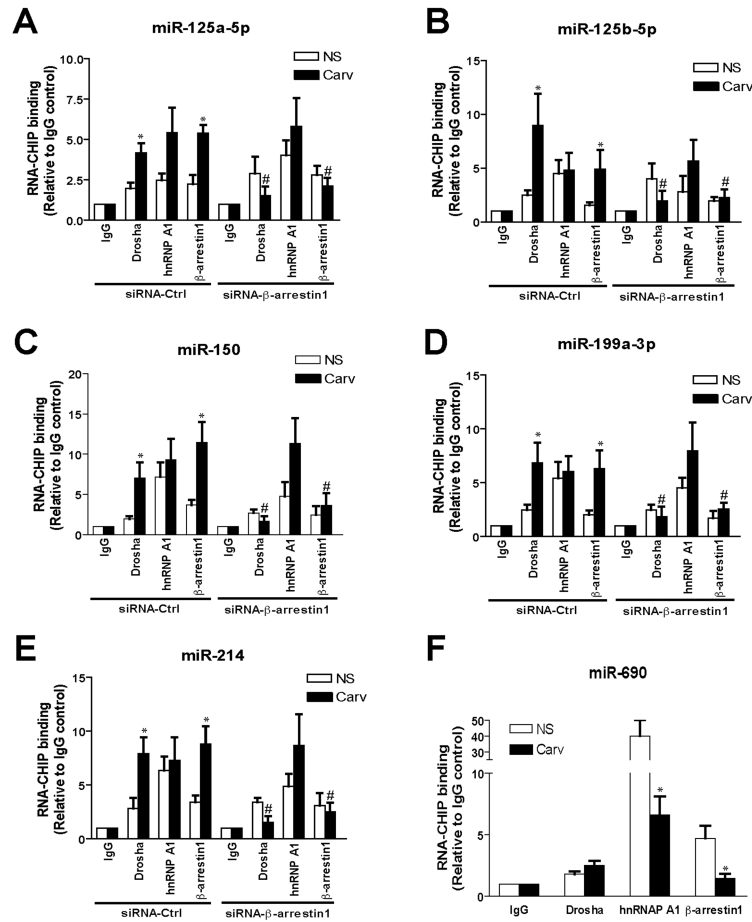 A
miR-125a-5p
NS
Carv
RNA-CHIP binding
(Relative to IgG control)
10.0
7.5
5.0
2.5
0.0
*
*
#
#
IgG
Drosha
hnRNP A1
β-arrestin1
IgG
Drosha
hnRNP A1
β-arrestin1
siRNA-Ctrl
siRNA-β-arrestin1
B
miR-125b-5p
NS
Carv
RNA-CHIP binding
(Relative to IgG control)
15
10
5
0
*
*
#
#
IgG
Drosha
hnRNP A1
β-arrestin1
IgG
Drosha
hnRNP A1
β-arrestin1
siRNA-Ctrl
siRNA-β-arrestin1
C
miR-150
NS
Carv
RNA-CHIP binding
(Relative to IgG control)
20
15
10
5
0
*
*
#
#
IgG
Drosha
hnRNP A1
β-arrestin1
IgG
Drosha
hnRNP A1
β-arrestin1
siRNA-Ctrl
siRNA-β-arrestin1
D
miR-199a-3p
NS
Carv
RNA-CHIP binding
(Relative to IgG control)
15
10
5
0
*
*
#
#
IgG
Drosha
hnRNP A1
β-arrestin1
IgG
Drosha
hnRNP A1
β-arrestin1
siRNA-Ctrl
siRNA-β-arrestin1
E
miR-214
NS
Carv
RNA-CHIP binding
(Relative to IgG control)
15
10
5
0
*
*
#
#
IgG
Drosha
hnRNP A1
β-arrestin1
IgG
Drosha
hnRNP A1
β-arrestin1
siRNA-Ctrl
siRNA-β-arrestin1
F
miR-690
NS
Carv
RNA-CHIP binding
(Relative to IgG control)
50
40
30
10
5
0
*
*
IgG
Drosha
hnRNAP A1
β-arrestin1